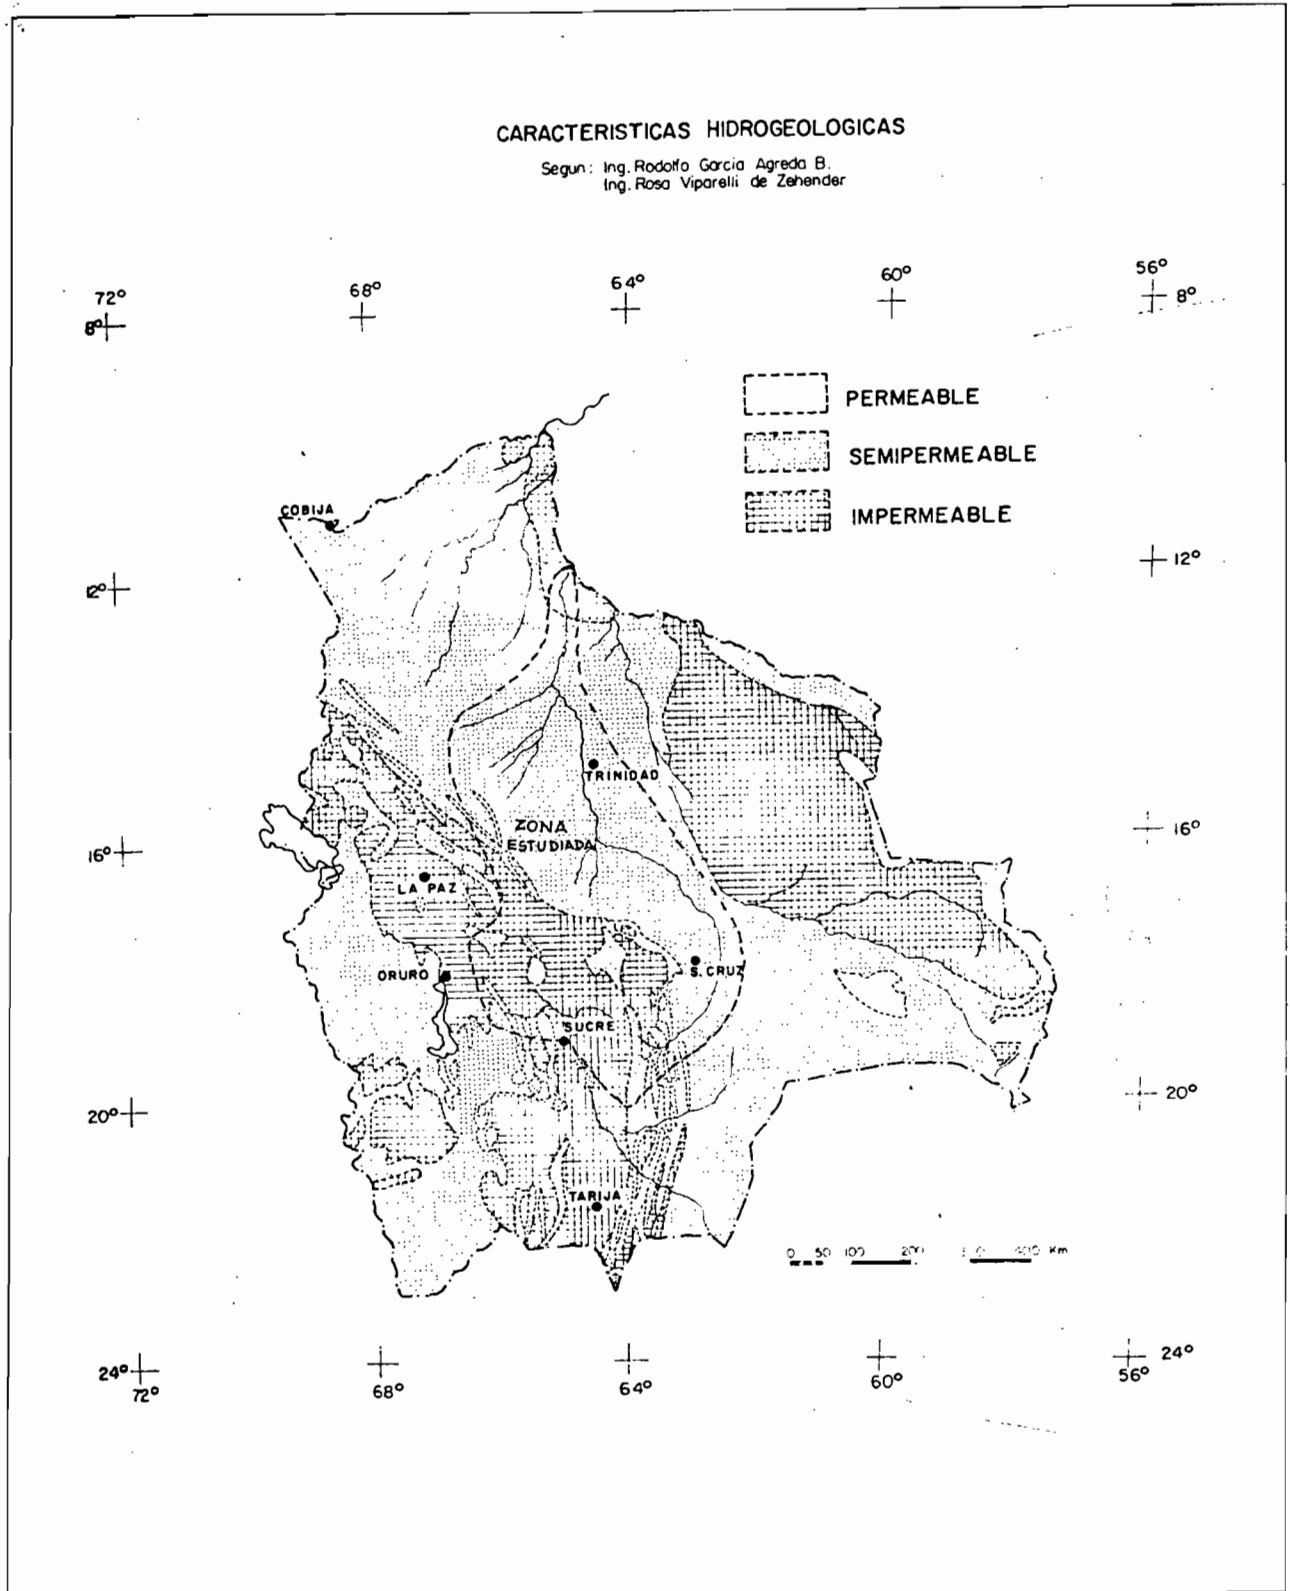 CARACTERISTICAS HIDROGEOLOGICAS
Segun: Ing. Rodolfo Garcia Agreda B.
Ing. Rosa Viparelli de Zehender
72° 68° 64° 60° 56°
8° 8°
PERMEABLE
SEMIPERMEABLE
IMPERMEABLE
COBIJA
12° 12°
TRINIDAD
ZONA
ESTUDIADA
16° 16°
LA PAZ
ORURO
S. CRUZ
SUCRE
20° 20°
TARIJA
0 50 100 200 400 Km
24° 24°
72° 68° 64° 60° 56°